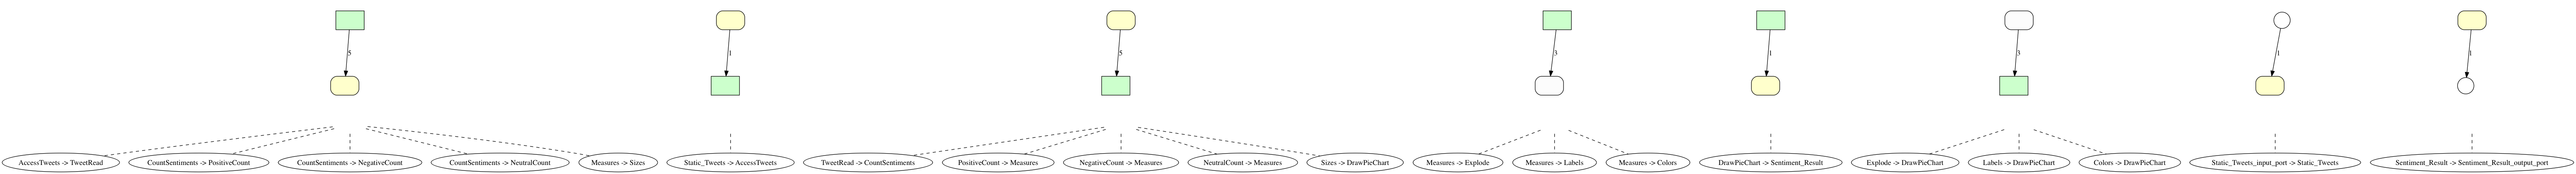 5
1
5
3
1
3
1
1
AccessTweets -> TweetRead
CountSentiments -> PositiveCount
CountSentiments -> NegativeCount
CountSentiments -> NeutralCount
Measures -> Sizes
Static_Tweets -> AccessTweets
TweetRead -> CountSentiments
PositiveCount -> Measures
NegativeCount -> Measures
NeutralCount -> Measures
Sizes -> DrawPieChart
Measures -> Explode
Measures -> Labels
Measures -> Colors
DrawPieChart -> Sentiment_Result
Explode -> DrawPieChart
Labels -> DrawPieChart
Colors -> DrawPieChart
Static_Tweets_input_port -> Static_Tweets
Sentiment_Result -> Sentiment_Result_output_port